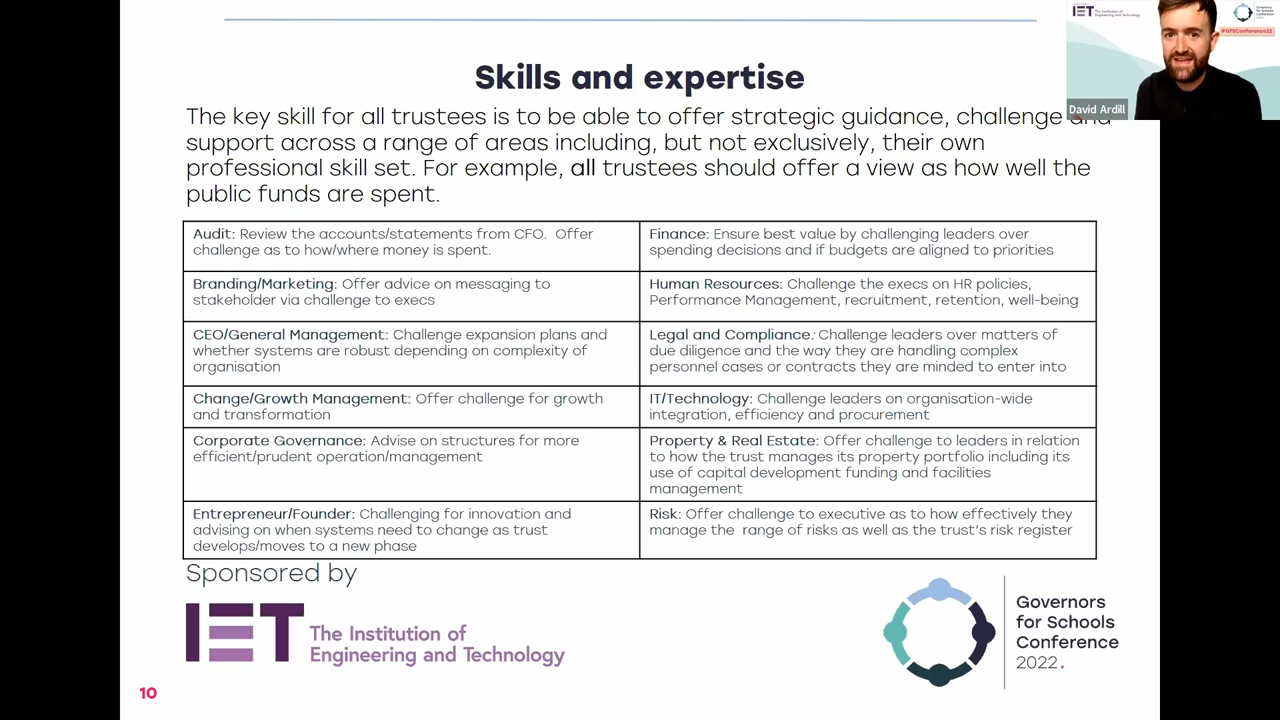 Skills and expertise
The key skill for all trustees is to be able to offer strategic guidance, challenge and
support across a range of areas including, but not exclusively, their own
professional skill set. For example, all trustees should offer a view as how well the
public funds are spent.
Audit: Review the accounts/statements from CFO. Offer
challenge as to how/where money is spent.
Finance: Ensure best value by challenging leaders over
spending decisions and if budgets are aligned to priorities
Branding/Marketing: Offer advice on messaging to
stakeholder via challenge to execs
Human Resources: Challenge the execs on HR policies,
Performance Management, recruitment, retention, well-being
CEO/General Management: Challenge expansion plans and
whether systems are robust depending on complexity of
organisation
Legal and Compliance: Challenge leaders over matters of
due diligence and the way they are handling complex
personnel cases or contracts they are minded to enter into
Change/Growth Management: Offer challenge for growth
and transformation
IT/Technology: Challenge leaders on organisation-wide
integration, efficiency and procurement
Corporate Governance: Advise on structures for more
efficient/prudent operation/management
Property & Real Estate: Offer challenge to leaders in relation
to how the trust manages its property portfolio including its
use of capital development funding and facilities
management
Entrepreneur/Founder: Challenging for innovation and
advising on when systems need to change as trust
develops/moves to a new phase
Risk: Offer challenge to executive as to how effectively they
manage the range of risks as well as the trust's risk register
Sponsored by
IET
The Institution of
Engineering and Technology
Governors
for Schools
Conference
2022.
10
IET
The Institution of
Engineering and Technology
#GfSConference22
David Ardill